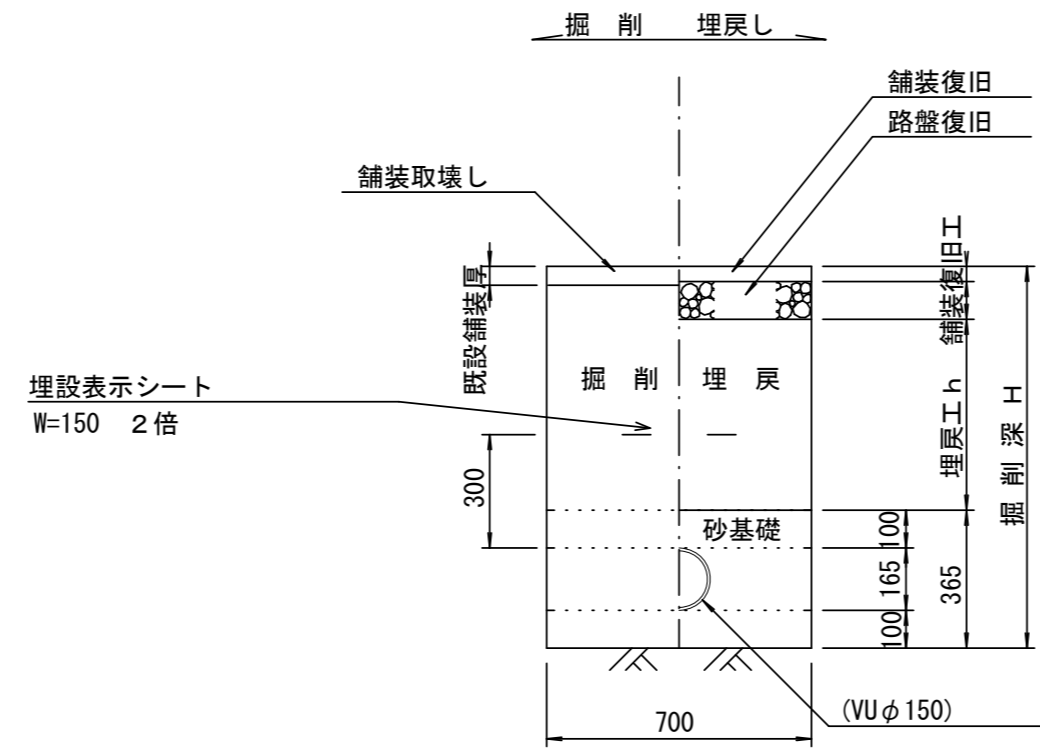 掘　削　　埋戻し
舗装復旧
路盤復旧
舗装取壊し
既設舗装厚
舗装復旧工
埋設表示シート
W=150　２倍
掘　削　埋　戻
埋戻工ｈ
掘 削 深 H
300
砂基礎
100
165
365
100
(VUφ150)
700